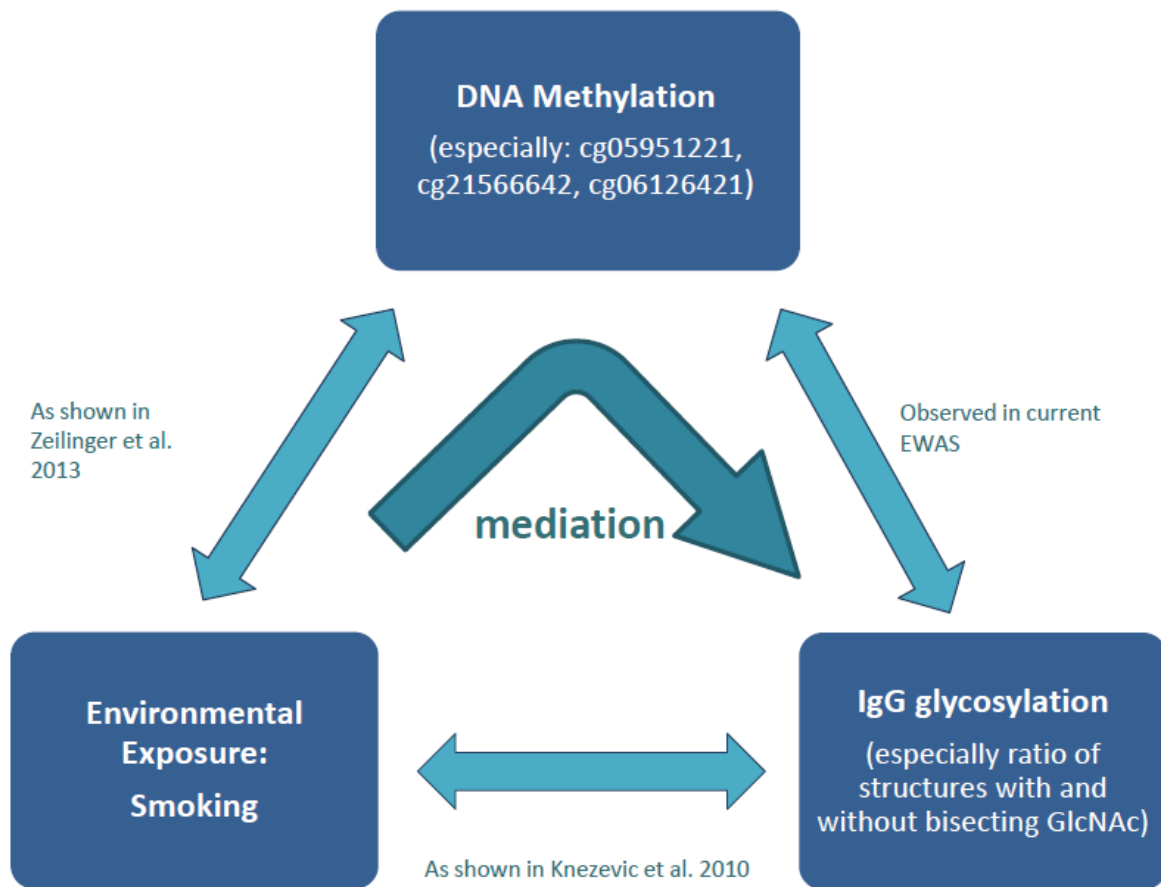 DNA Methylation
(especially: cg05951221,
cg21566642, cg06126421)
As shown in
Zeilinger et al.
2013
Observed in current
EWAS
mediation
Environmental
Exposure:
Smoking
IgG glycosylation
(especially ratio of
structures with and
without bisecting GlcNAc)
As shown in Knezevic et al. 2010